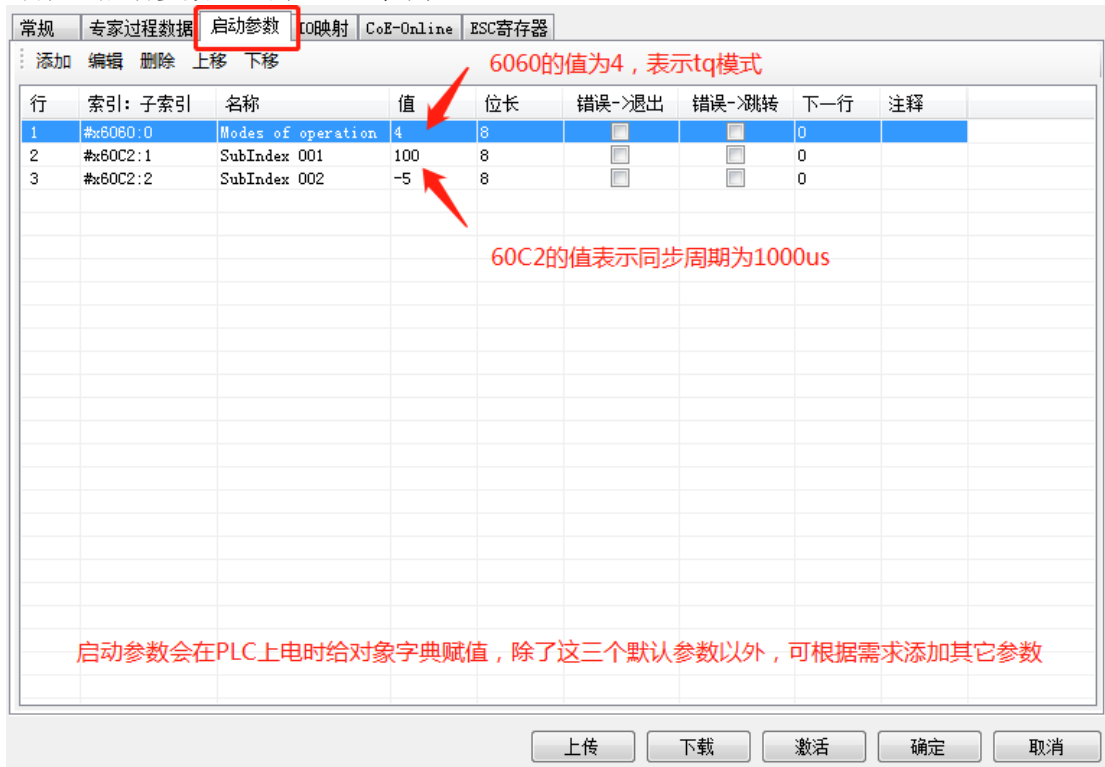 常规 专家过程数据 启动参数 IO映射 CoE-Online ESC寄存器
添加 编辑 删除 上移 下移
6060的值为4，表示tq模式
行 索引: 子索引 名称 值 位长 错误->退出 错误->跳转 下一行 注释
1 #x6060:0 Modes of operation 4 8 0
2 #x60C2:1 SubIndex 001 100 8 0
3 #x60C2:2 SubIndex 002 -5 8 0
60C2的值表示同步周期为1000us
启动参数会在PLC上电时给对象字典赋值，除了这三个默认参数以外，可根据需求添加其它参数
上传 下载 激活 确定 取消